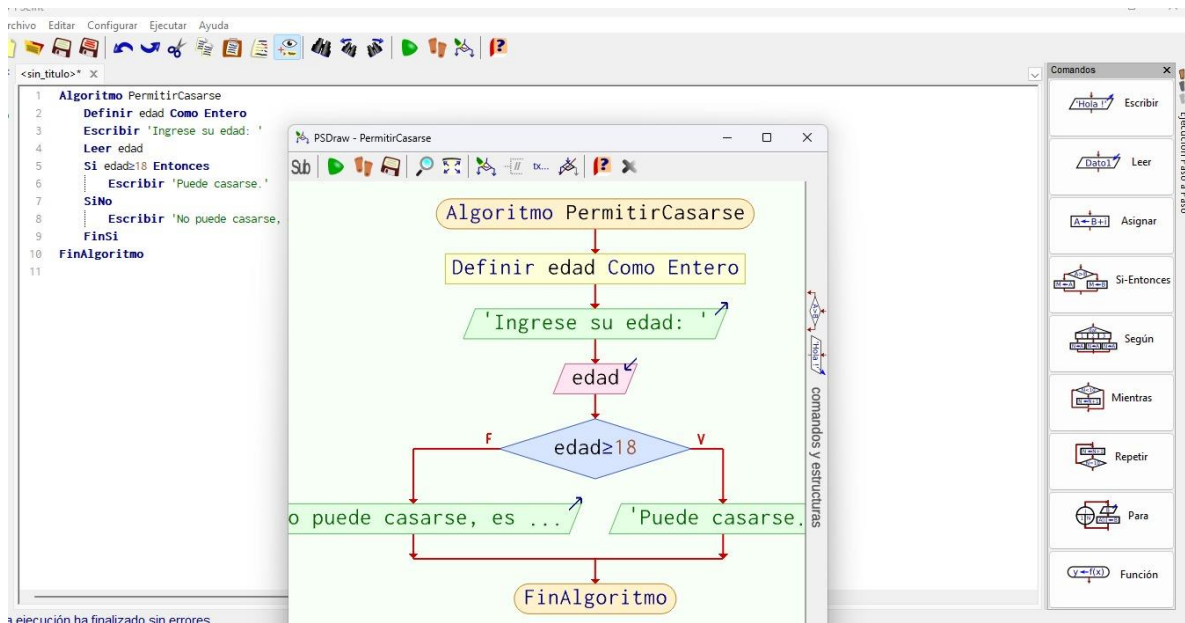 Editar Configurar Ejecutar Ayuda
<sin_titulo>* X
1 Algoritmo PermitirCasarse
2 Definir edad Como Entero
3 Escribir 'Ingrese su edad: '
4 Leer edad
5 Si edad≥18 Entonces
6 Escribir 'Puede casarse.'
7 SiNo
8 Escribir 'No puede casarse,
9 FinSi
10 FinAlgoritmo
11
PSDraw - PermitirCasarse
Sub
tx...
Algoritmo PermitirCasarse
Definir edad Como Entero
'Ingrese su edad: '
edad
edad≥18
F
V
o puede casarse, es ...
'Puede casarse.
FinAlgoritmo
comandos y estructuras
Comandos X
'Hola !' Escribir
Dato1 Leer
A←B+i Asignar
Si-Entonces
Según
Mientras
Repetir
Para
y←f(x) Función
Ejecución Paso a Paso
a ejecución ha finalizado sin errores